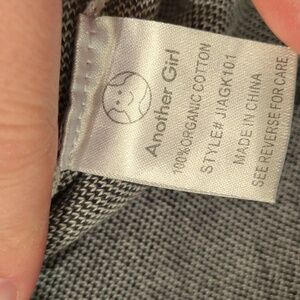 Another Girl
100%ORGANIC COTTON
STYLE# JIAGK101
MADE IN CHINA
SEE REVERSE FOR CARE